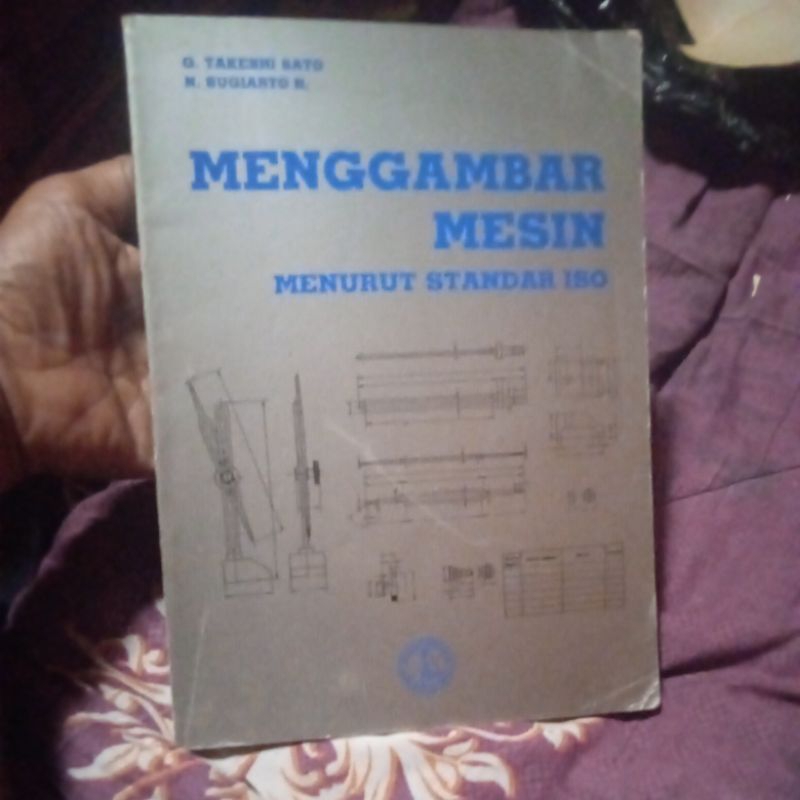 G. TAKESHI SATO
N. SUGIARTO H.
MENGGAMBAR
MESIN
MENURUT STANDAR ISO